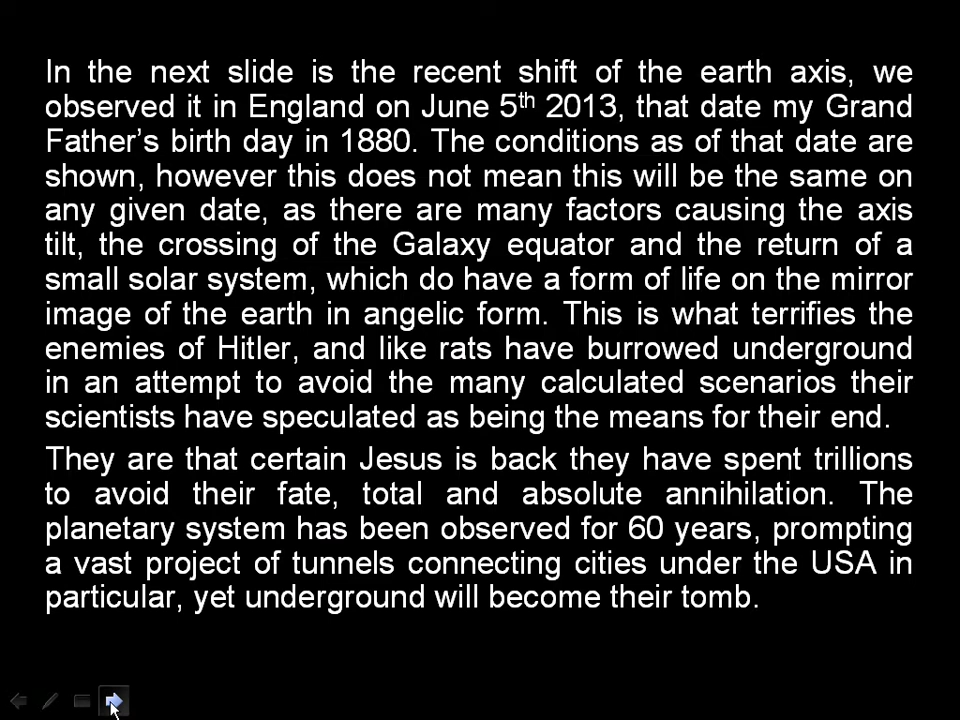 In the next slide is the recent shift of the earth axis, we
observed it in England on June 5th 2013, that date my Grand
Father's birth day in 1880. The conditions as of that date are
shown, however this does not mean this will be the same on
any given date, as there are many factors causing the axis
tilt, the crossing of the Galaxy equator and the return of a
small solar system, which do have a form of life on the mirror
image of the earth in angelic form. This is what terrifies the
enemies of Hitler, and like rats have burrowed underground
in an attempt to avoid the many calculated scenarios their
scientists have speculated as being the means for their end.
They are that certain Jesus is back they have spent trillions
to avoid their fate, total and absolute annihilation. The
planetary system has been observed for 60 years, prompting
a vast project of tunnels connecting cities under the USA in
particular, yet underground will become their tomb.